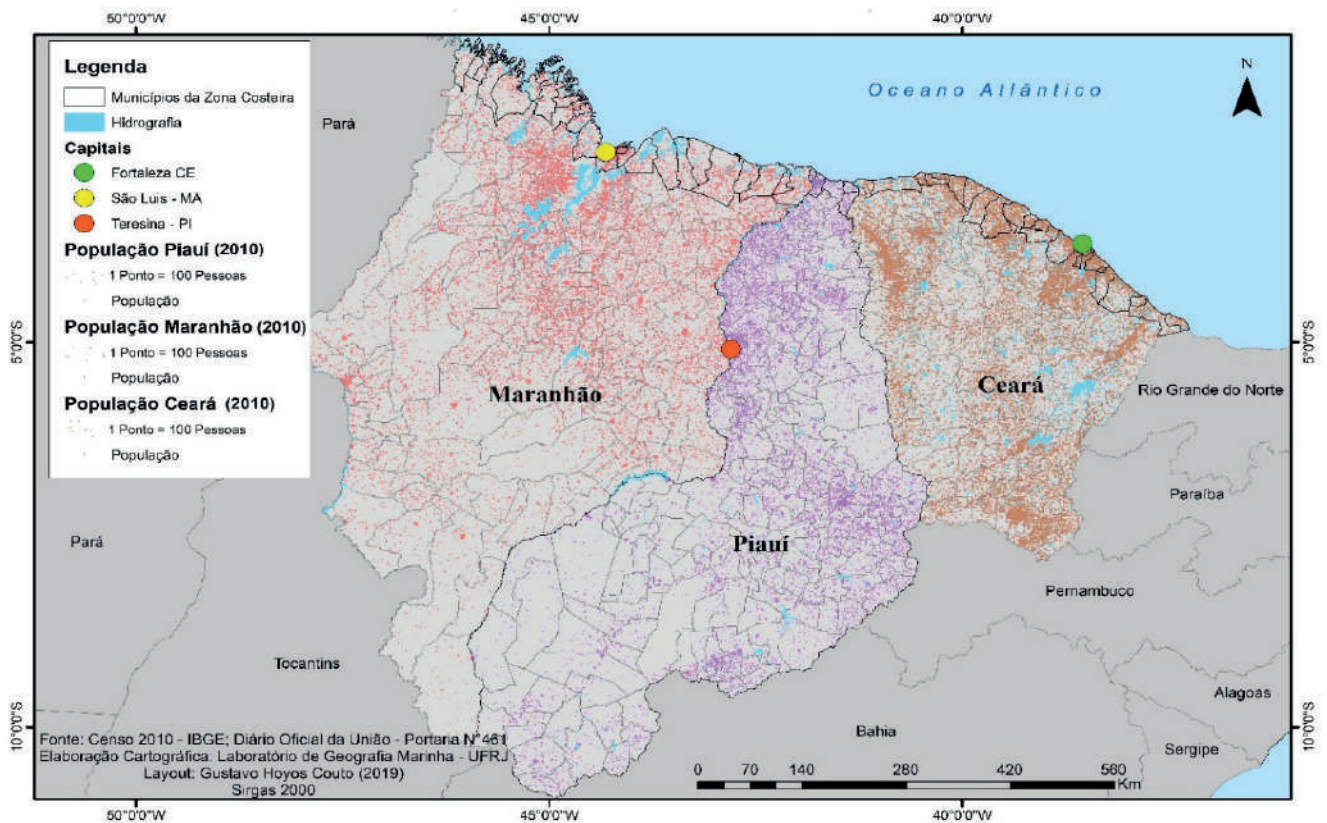 50°0'0"W 45°0'0"W 40°0'0"W
Legenda
Municípios da Zona Costeira
Hidrografia
Capitais
Fortaleza CE
São Luis - MA
Teresina - PI
População Piauí (2010)
1 Ponto = 100 Pessoas
População
População Maranhão (2010)
1 Ponto = 100 Pessoas
População
População Ceará (2010)
1 Ponto = 100 Pessoas
População
Oceano Atlântico
N
Pará
5°0'0"S
5°0'0"S
Maranhão
Ceará
Rio Grande do Norte
Paraíba
Pará
Piauí
Pernambuco
Tocantins
Alagoas
Bahia
Sergipe
10°0'0"S
10°0'0"S
Fonte: Censo 2010 - IBGE; Diário Oficial da União - Portaria N°461
Elaboração Cartográfica: Laboratório de Geografia Marinha - UFRJ
Layout: Gustavo Hoyos Couto (2019)
Sirgas 2000
0 70 140 280 420 560
Km
50°0'0"W 45°0'0"W 40°0'0"W